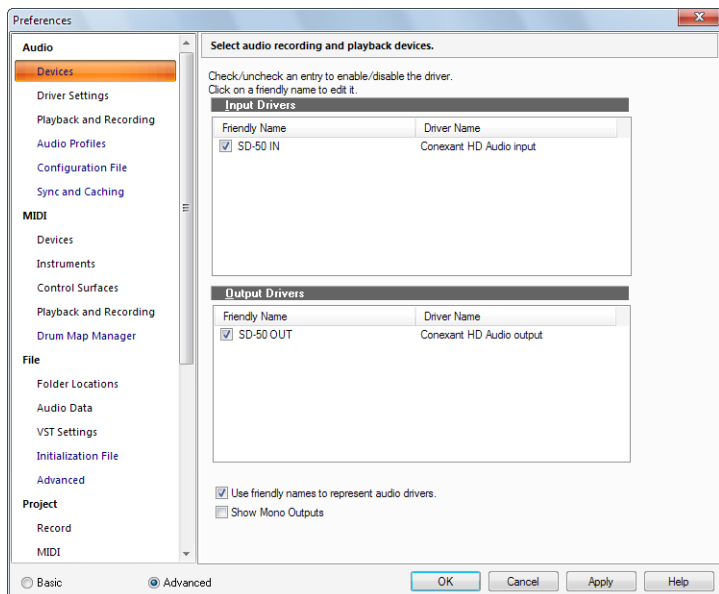 Preferences
Audio
Devices
Driver Settings
Playback and Recording
Audio Profiles
Configuration File
Sync and Caching
MIDI
Devices
Instruments
Control Surfaces
Playback and Recording
Drum Map Manager
File
Folder Locations
Audio Data
VST Settings
Initialization File
Advanced
Project
Record
MIDI
Basic
Advanced
Select audio recording and playback devices.
Check/uncheck an entry to enable/disable the driver.
Click on a friendly name to edit it.
Input Drivers
Friendly Name Driver Name
SD-50 IN Conexant HD Audio input
Output Drivers
Friendly Name Driver Name
SD-50 OUT Conexant HD Audio output
Use friendly names to represent audio drivers.
Show Mono Outputs
OK Cancel Apply Help